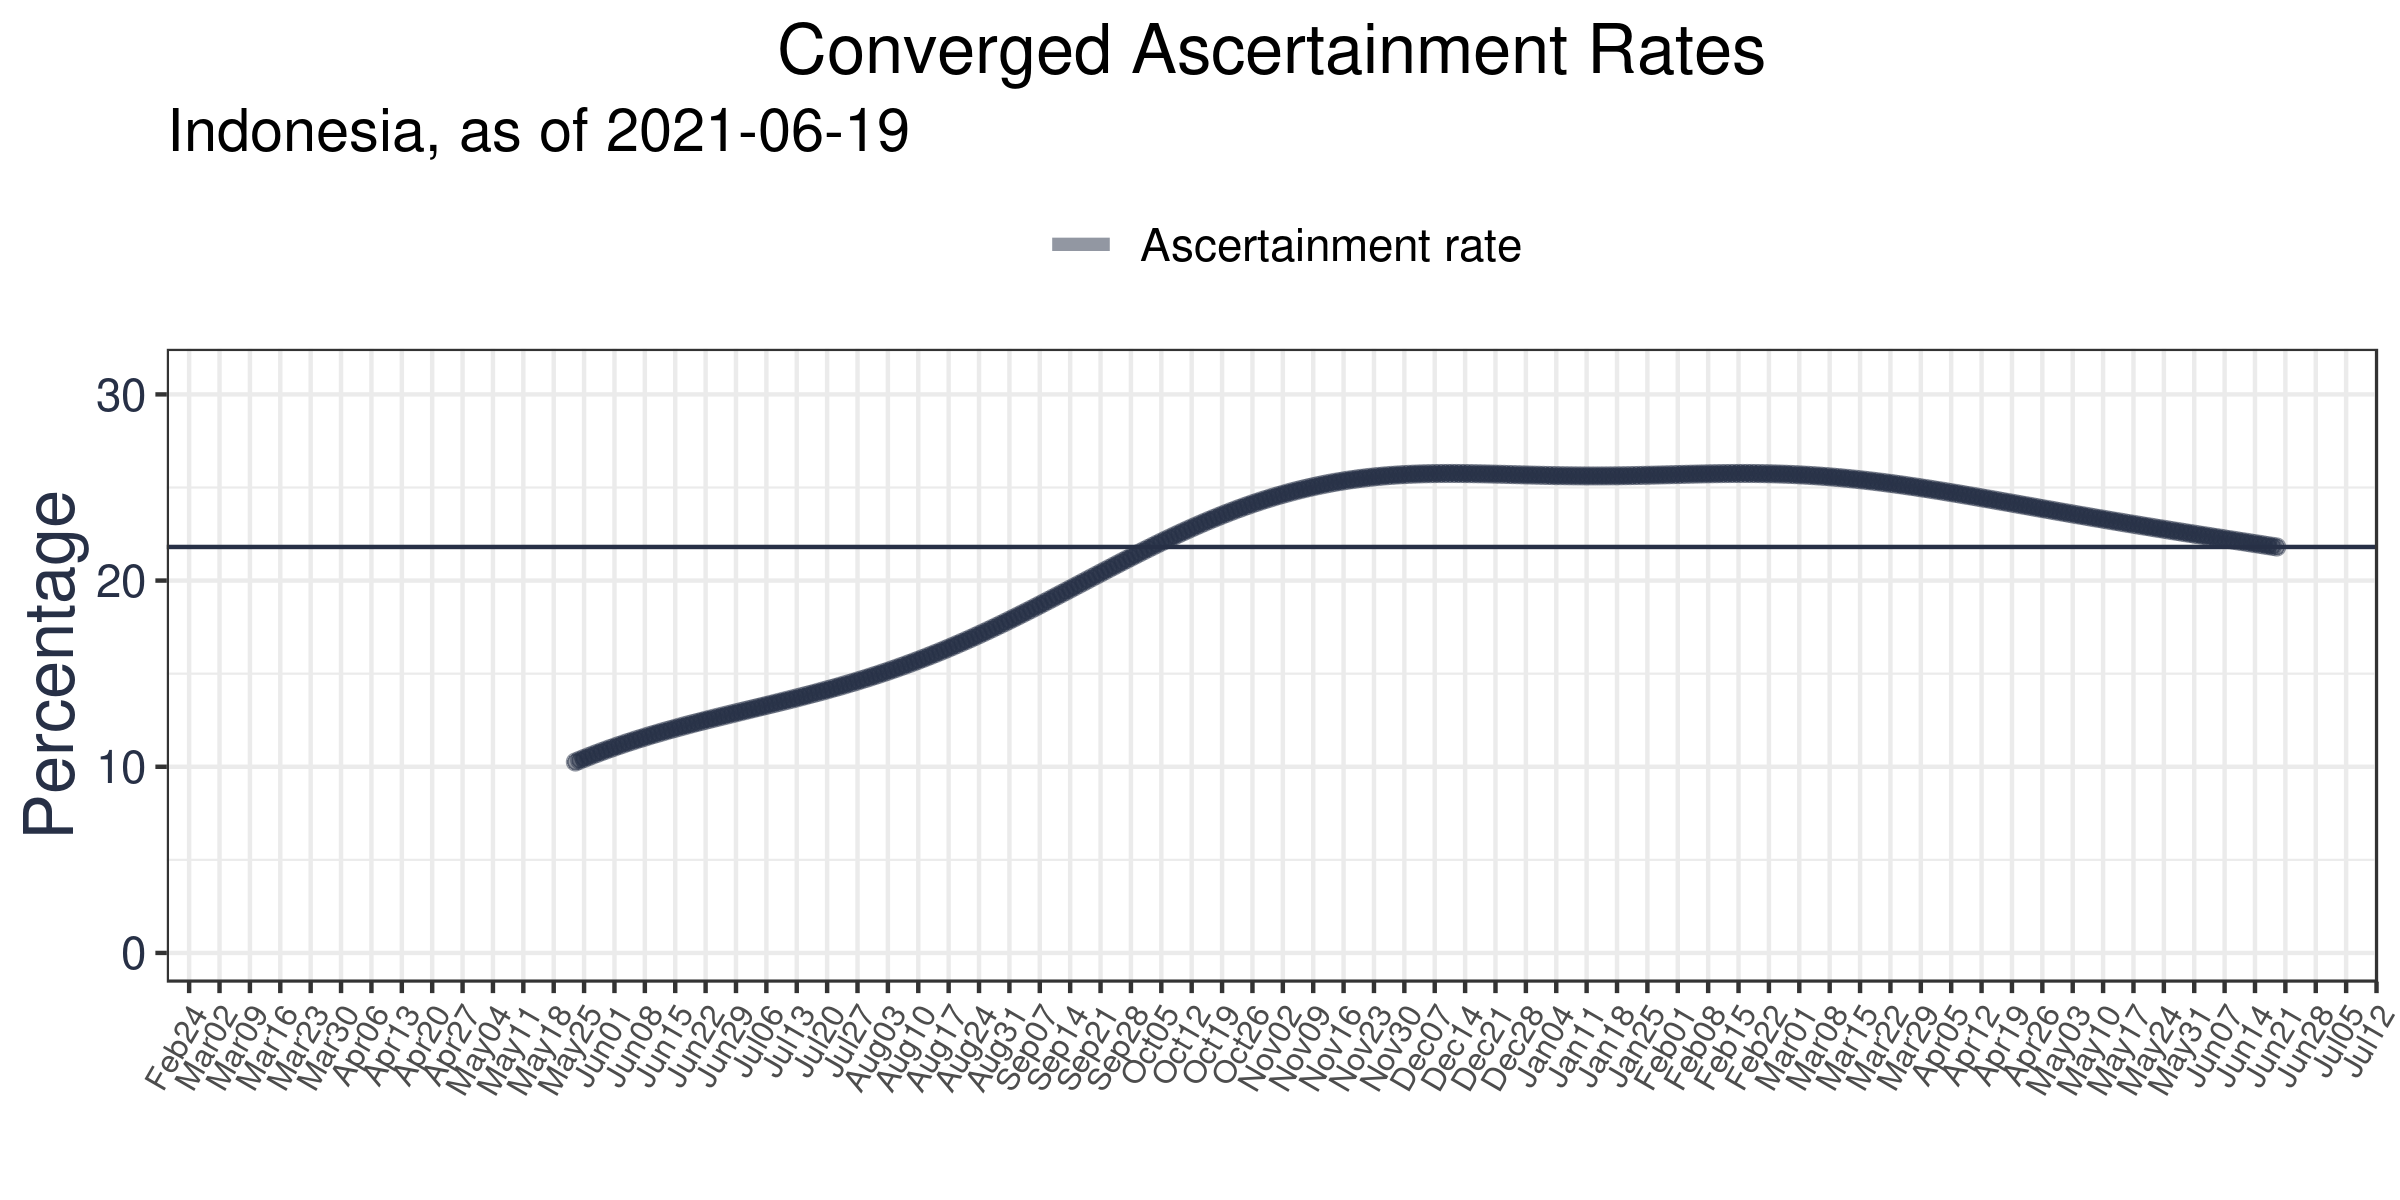 Converged Ascertainment Rates
Indonesia, as of 2021-06-19
Ascertainment rate
Percentage
30
20
10
0
Feb24 Mar02 Mar09 Mar16 Mar23 Mar30 Apr06 Apr13 Apr20 Apr27 May04 May11 May18 May25 Jun01 Jun08 Jun15 Jun22 Jun29 Jul06 Jul13 Jul20 Jul27 Aug03 Aug10 Aug17 Aug24 Aug31 Sep07 Sep14 Sep21 Sep28 Oct05 Oct12 Oct19 Oct26 Nov02 Nov09 Nov16 Nov23 Nov30 Dec07 Dec14 Dec21 Dec28 Jan04 Jan11 Jan18 Jan25 Feb01 Feb08 Feb15 Feb22 Mar01 Mar08 Mar15 Mar22 Mar29 Apr05 Apr12 Apr19 Apr26 May03 May10 May17 May24 May31 May07 Jun07 Jun14 Jun21 Jun28 Jul05 Jul12